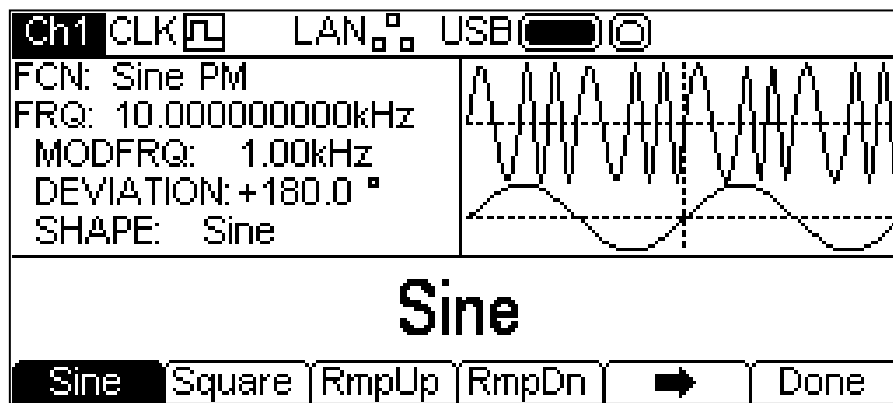 Ch1 CLK LAN USB
FCN: Sine PM
FRQ: 10.000000000kHz
MODFRQ: 1.00kHz
DEVIATION: +180.0 °
SHAPE: Sine
Sine
Sine Square RmpUp RmpDn Done